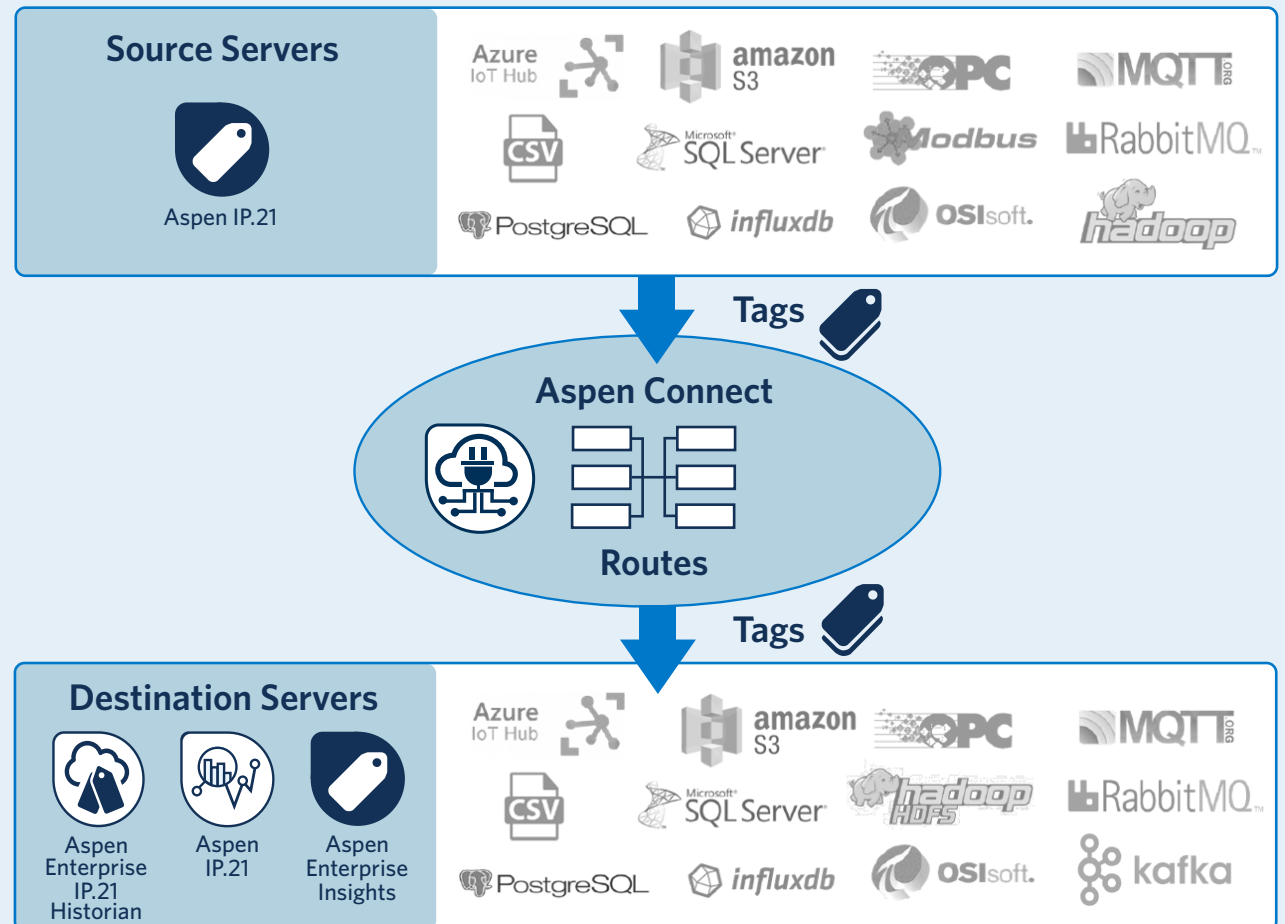 Source Servers
Aspen IP.21
Azure
IoT Hub
amazon
S3
OPC
MQTT.ORG
CSV
Microsoft®
SQL Server®
Modbus
RabbitMQ™
PostgreSQL
influxdb
OSIsoft.
hadoop
Tags
Aspen Connect
Routes
Tags
Destination Servers
Aspen
Enterprise
IP.21
Historian
Aspen
IP.21
Aspen
Enterprise
Insights
Azure
IoT Hub
amazon
S3
OPC
MQTT.ORG
CSV
Microsoft®
SQL Server®
hadoop
HDFS
RabbitMQ™
PostgreSQL
influxdb
OSIsoft.
kafka